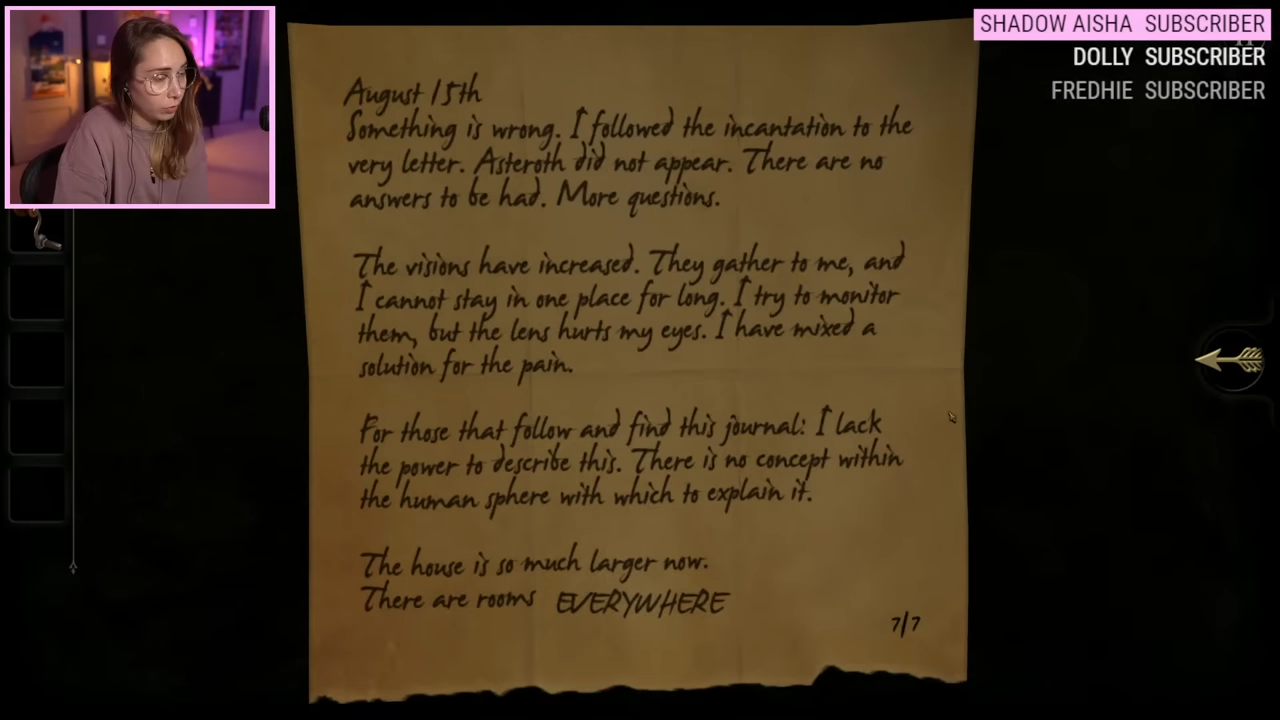 SHADOW AISHA SUBSCRIBER
DOLLY SUBSCRIBER
FREDHIE SUBSCRIBER
August 15th
Something is wrong. I followed the incantation to the
very letter. Asteroth did not appear. There are no
answers to be had. More questions.
The visions have increased. They gather to me, and
I cannot stay in one place for long. I try to monitor
them, but the lens hurts my eyes. I have mixed a
solution for the pain.
For those that follow and find this journal: I lack
the power to describe this. There is no concept within
the human sphere with which to explain it.
The house is so much larger now.
There are rooms EVERYWHERE
7/7